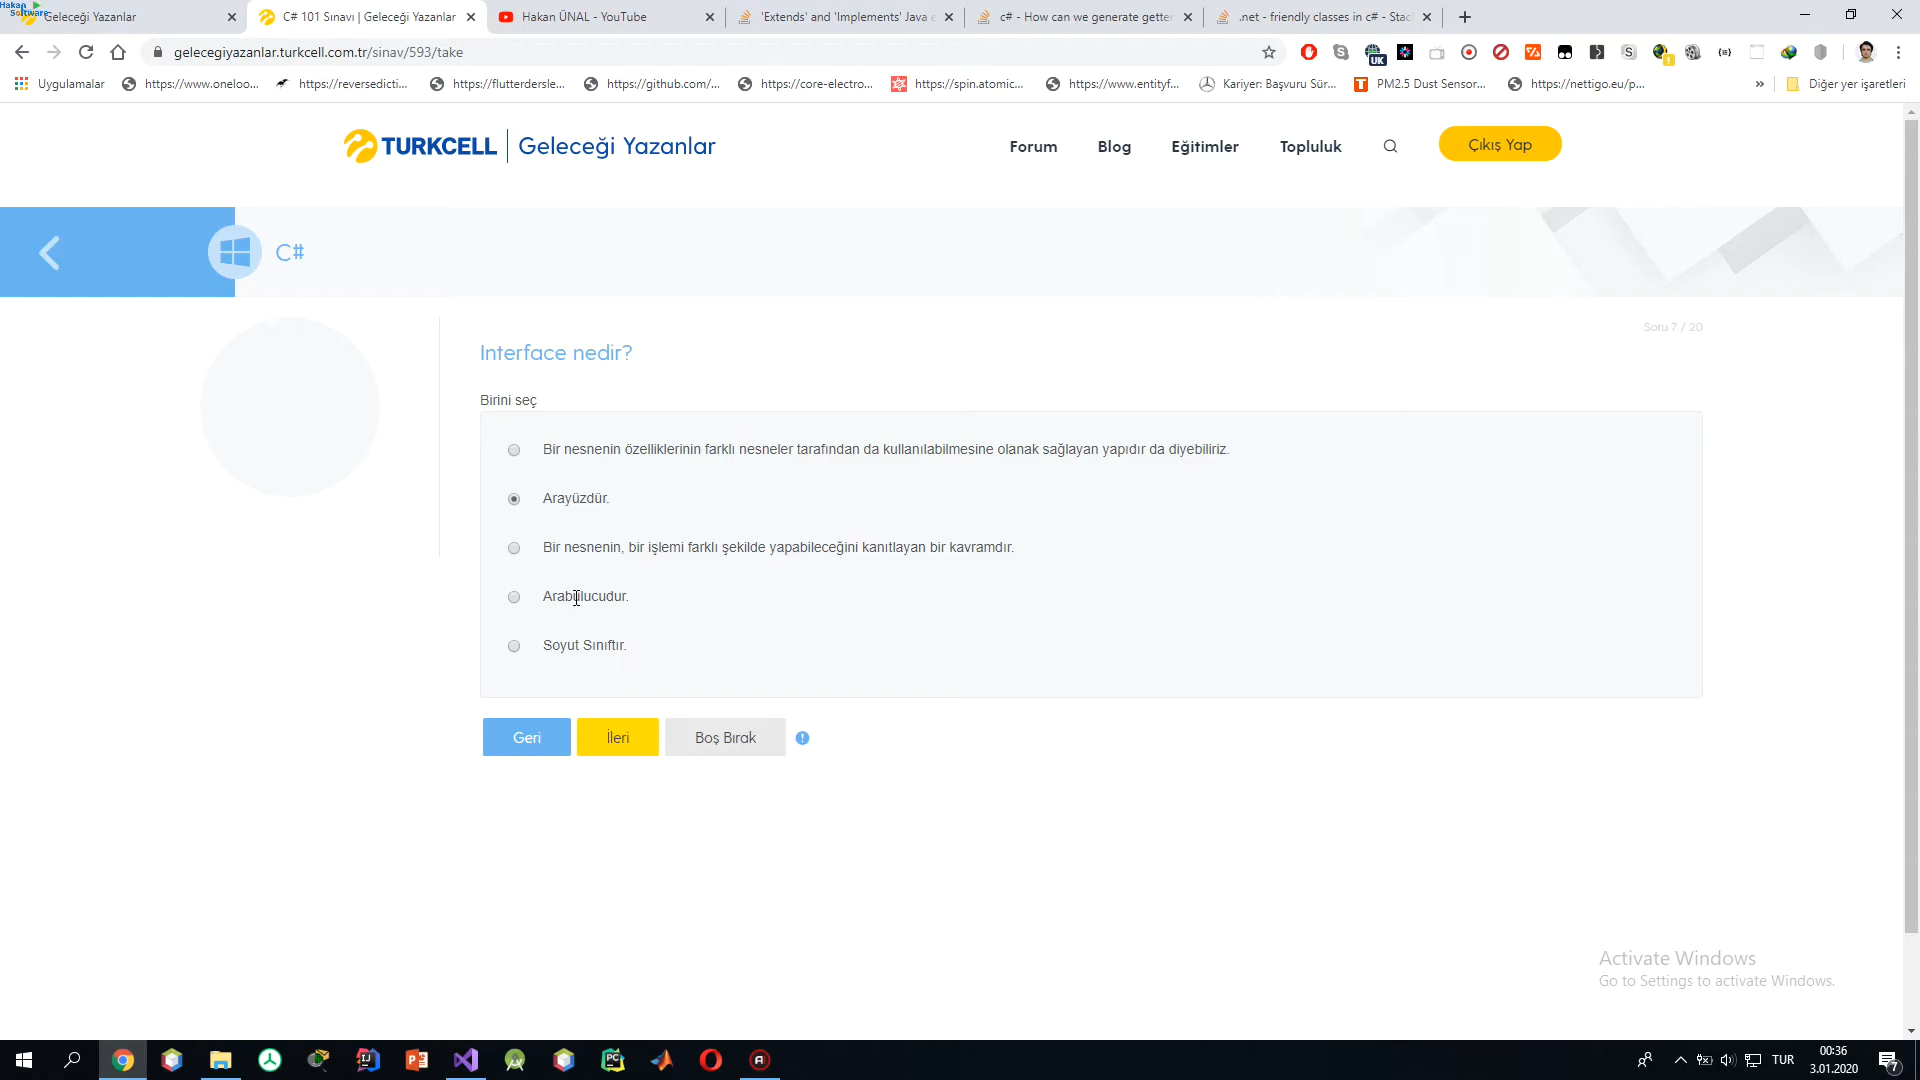 Hakan
Software
Geleceği Yazanlar
C# 101 Sınavı | Geleceği Yazanlar
Hakan ÜNAL - YouTube
'Extends' and 'Implements' Java e
c# - How can we generate getter
.net - friendly classes in c# - Stac
gelecegiyazanlar.turkcell.com.tr/sinav/593/take
UK
Uygulamalar
https://www.oneloo...
https://reversedicti...
https://flutterdersle...
https://github.com/...
https://core-electro...
https://spin.atomic...
https://www.entityf...
Kariyer: Başvuru Sür...
PM2.5 Dust Sensor...
https://nettigo.eu/p...
»
Diğer yer işaretleri
TURKCELL
Geleceği Yazanlar
Forum
Blog
Eğitimler
Topluluk
Çıkış Yap
C#
Soru 7 / 20
Interface nedir?
Birini seç
Bir nesnenin özelliklerinin farklı nesneler tarafından da kullanılabilmesine olanak sağlayan yapıdır da diyebiliriz.
Arayüzdür.
Bir nesnenin, bir işlemi farklı şekilde yapabileceğini kanıtlayan bir kavramdır.
Arabulucudur.
Soyut Sınıftır.
Geri
İleri
Boş Bırak
Activate Windows
Go to Settings to activate Windows.
TUR
00:36
3.01.2020
7